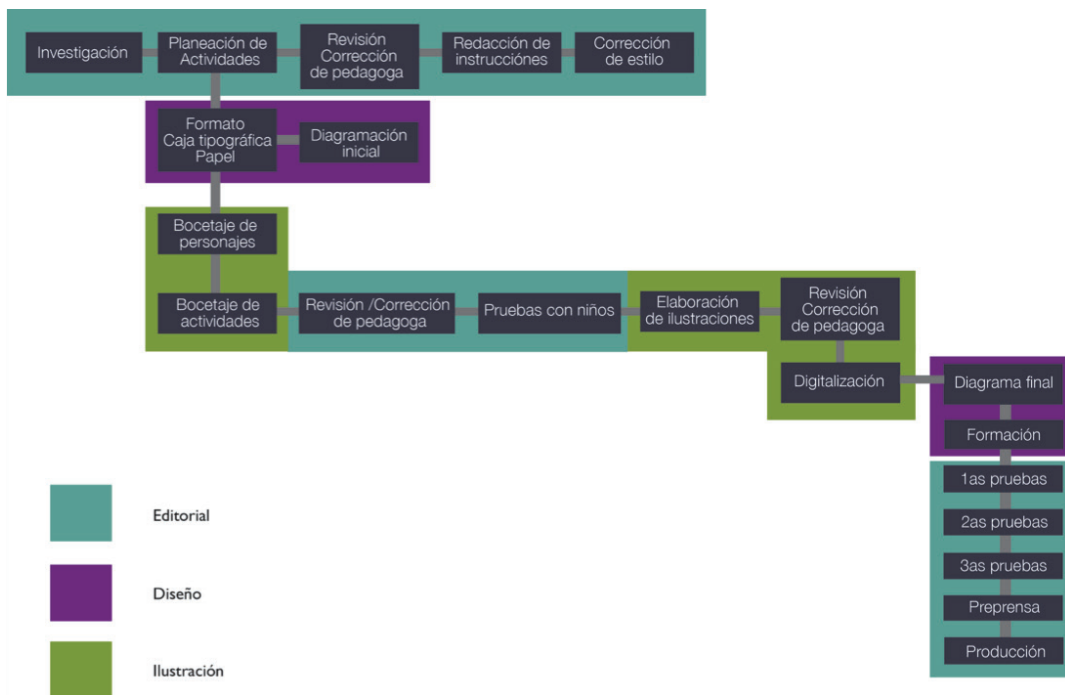 Investigación
Planeación de
Actividades
Revisión
Corrección
de pedagoga
Redacción de
instrucciónes
Corrección
de estilo
Formato
Caja tipográfica
Papel
Diagramación
inicial
Bocetaje de
personajes
Bocetaje de
actividades
Revisión /Corrección
de pedagoga
Pruebas con niños
Elaboración
de ilustraciones
Revisión
Corrección
de pedagoga
Digitalización
Diagrama final
Formación
1as pruebas
2as pruebas
3as pruebas
Preprensa
Producción
Editorial
Diseño
Ilustración